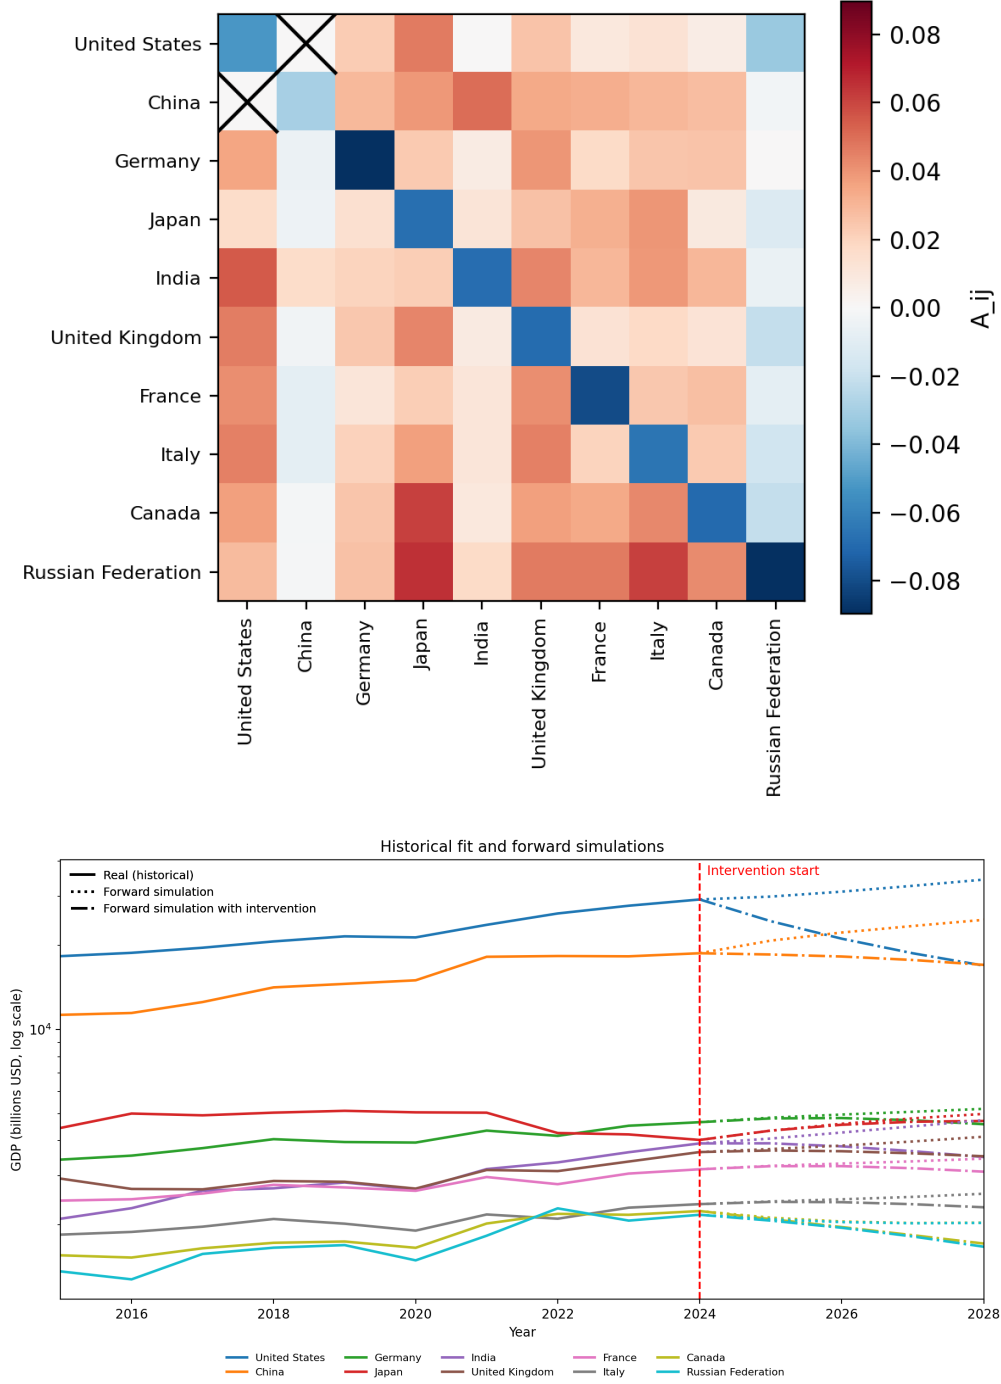 United States
China
Germany
Japan
India
United Kingdom
France
Italy
Canada
Russian Federation
United States
China
Germany
Japan
India
United Kingdom
France
Italy
Canada
Russian Federation
0.08
0.06
0.04
0.02
0.00
−0.02
−0.04
−0.06
−0.08
A_ij
Historical fit and forward simulations
Real (historical)
Forward simulation
Forward simulation with intervention
Intervention start
GDP (billions USD, log scale)
10⁴
2016
2018
2020
2022
2024
2026
2028
Year
United States
China
Germany
Japan
India
United Kingdom
France
Italy
Canada
Russian Federation